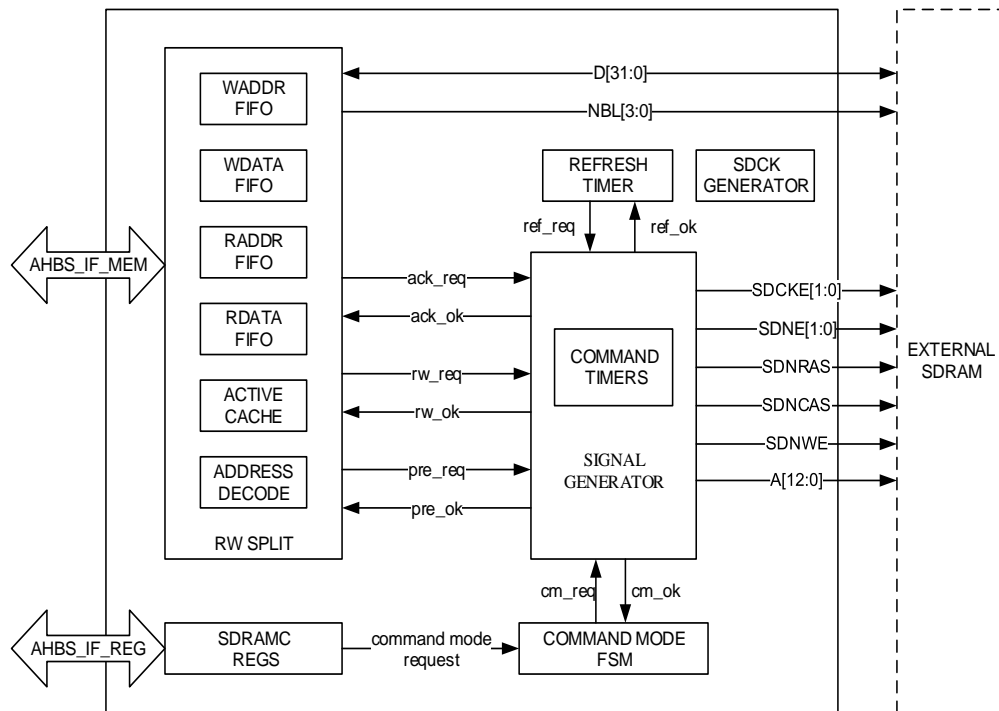 D[31:0]
WADDR
FIFO
NBL[3:0]
WDATA
FIFO
REFRESH
TIMER
SDCK
GENERATOR
ref_req
ref_ok
RADDR
FIFO
AHBS_IF_MEM
ack_req
SDCKE[1:0]
ack_ok
RDATA
FIFO
SDNE[1:0]
COMMAND
TIMERS
EXTERNAL
SDRAM
rw_req
SDNRAS
ACTIVE
CACHE
rw_ok
SDNCAS
SDNWE
ADDRESS
DECODE
pre_req
SIGNAL
GENERATOR
A[12:0]
pre_ok
RW SPLIT
cm_req
cm_ok
AHBS_IF_REG
SDRAMC
REGS
command mode
request
COMMAND MODE
FSM